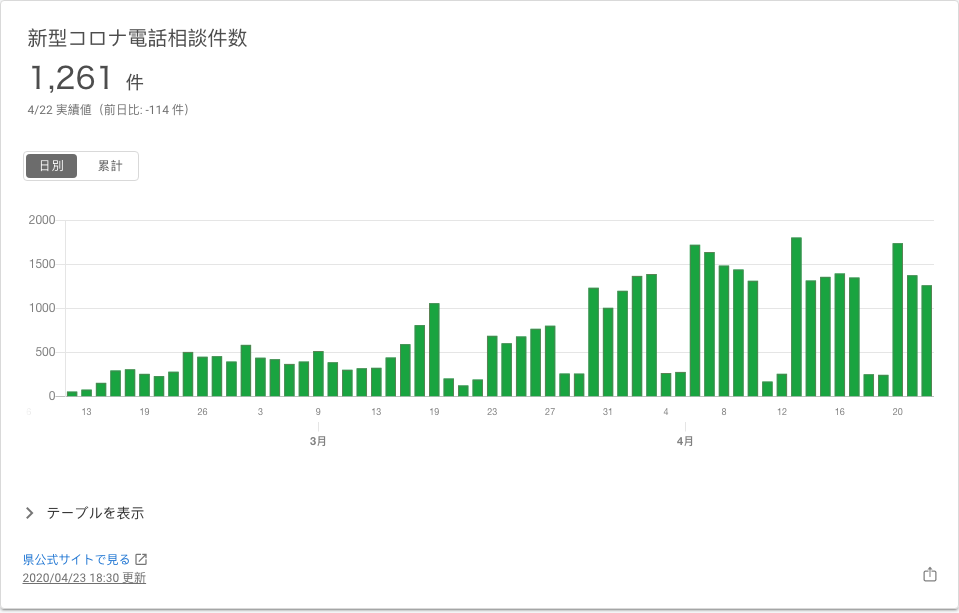 新型コロナ電話相談件数
1,261 件
4/22 実績値（前日比: -114 件）
日別 累計
2000
1500
1000
500
0
6 13 19 26 3 9 13 19 23 27 31 4 8 12 16 20
3月 4月
テーブルを表示
県公式サイトで見る
2020/04/23 18:30 更新